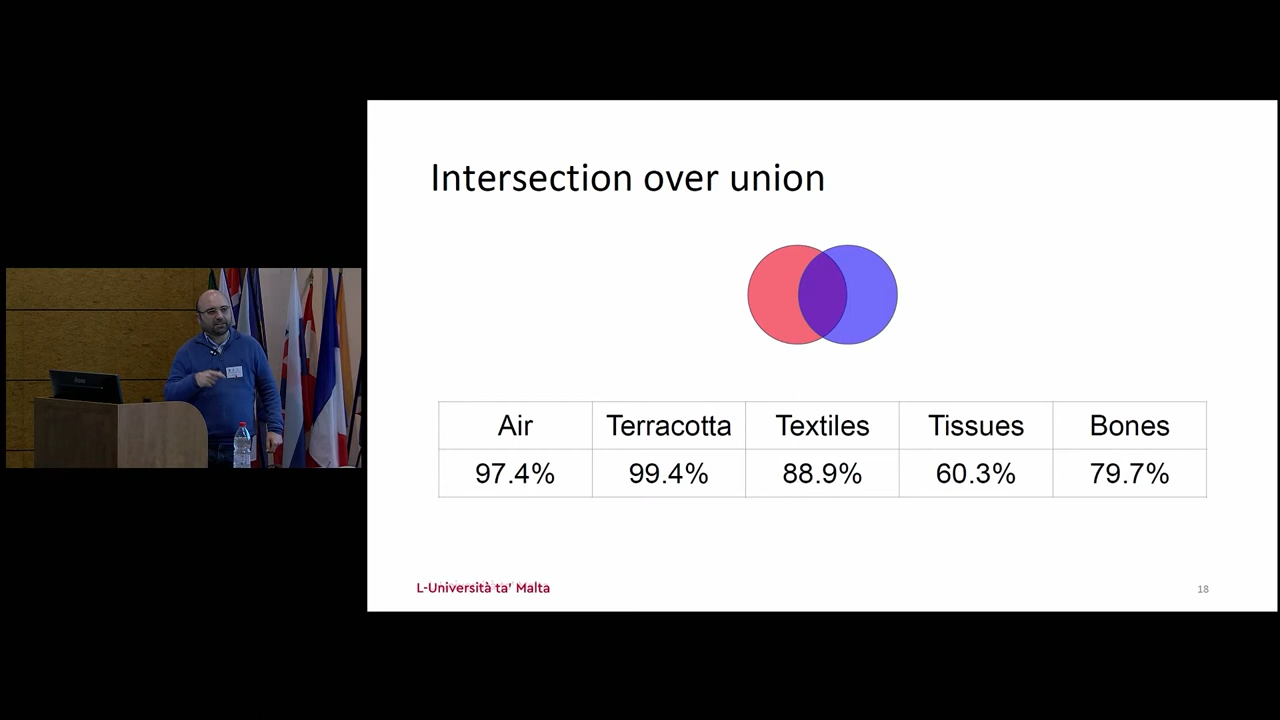 Intersection over union
Air Terracotta Textiles Tissues Bones
97.4% 99.4% 88.9% 60.3% 79.7%
L-Università ta' Malta
18